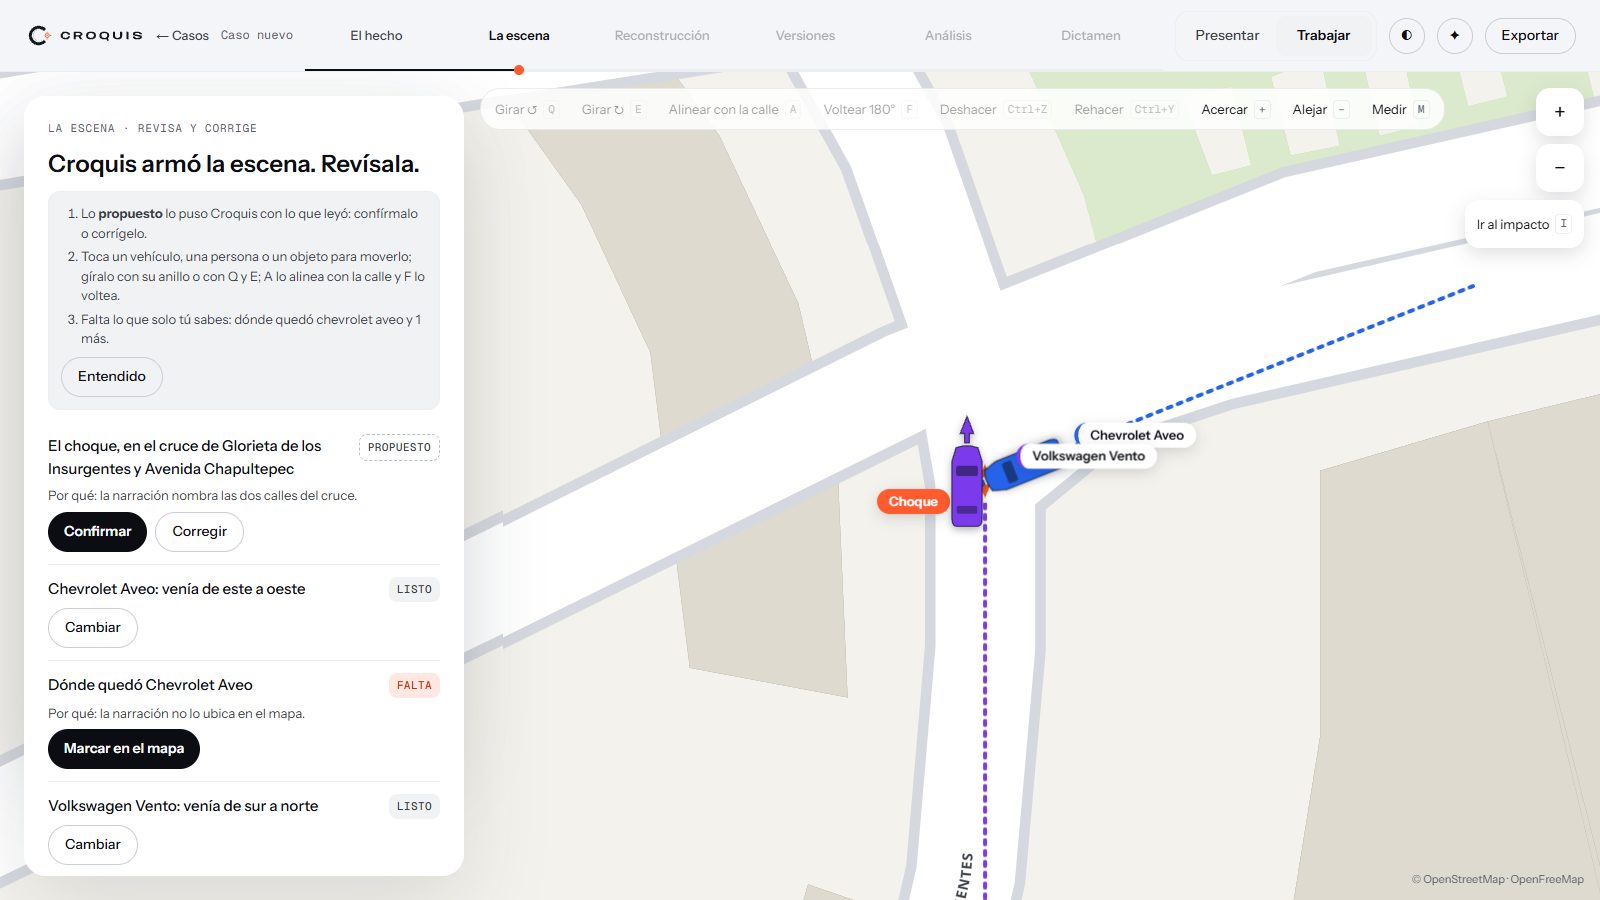 CROQUIS
← Casos
Caso nuevo
El hecho
La escena
Reconstrucción
Versiones
Análisis
Dictamen
Presentar
Trabajar
Exportar
Girar ↺ Q
Girar ↻ E
Alinear con la calle A
Voltear 180° F
Deshacer Ctrl+Z
Rehacer Ctrl+Y
Acercar +
Alejar −
Medir M
+
−
Ir al impacto I
LA ESCENA · REVISA Y CORRIGE
Croquis armó la escena. Revísala.
1. Lo propuesto lo puso Croquis con lo que leyó: confírmalo
o corrígelo.
2. Toca un vehículo, una persona o un objeto para moverlo;
gíralo con su anillo o con Q y E; A lo alinea con la calle y F lo
voltea.
3. Falta lo que solo tú sabes: dónde quedó chevrolet aveo y 1
más.
Entendido
El choque, en el cruce de Glorieta de los
Insurgentes y Avenida Chapultepec
PROPUESTO
Por qué: la narración nombra las dos calles del cruce.
Confirmar
Corregir
Chevrolet Aveo: venía de este a oeste
LISTO
Cambiar
Dónde quedó Chevrolet Aveo
FALTA
Por qué: la narración no lo ubica en el mapa.
Marcar en el mapa
Volkswagen Vento: venía de sur a norte
LISTO
Cambiar
Chevrolet Aveo
Volkswagen Vento
Choque
ENTES
© OpenStreetMap · OpenFreeMap